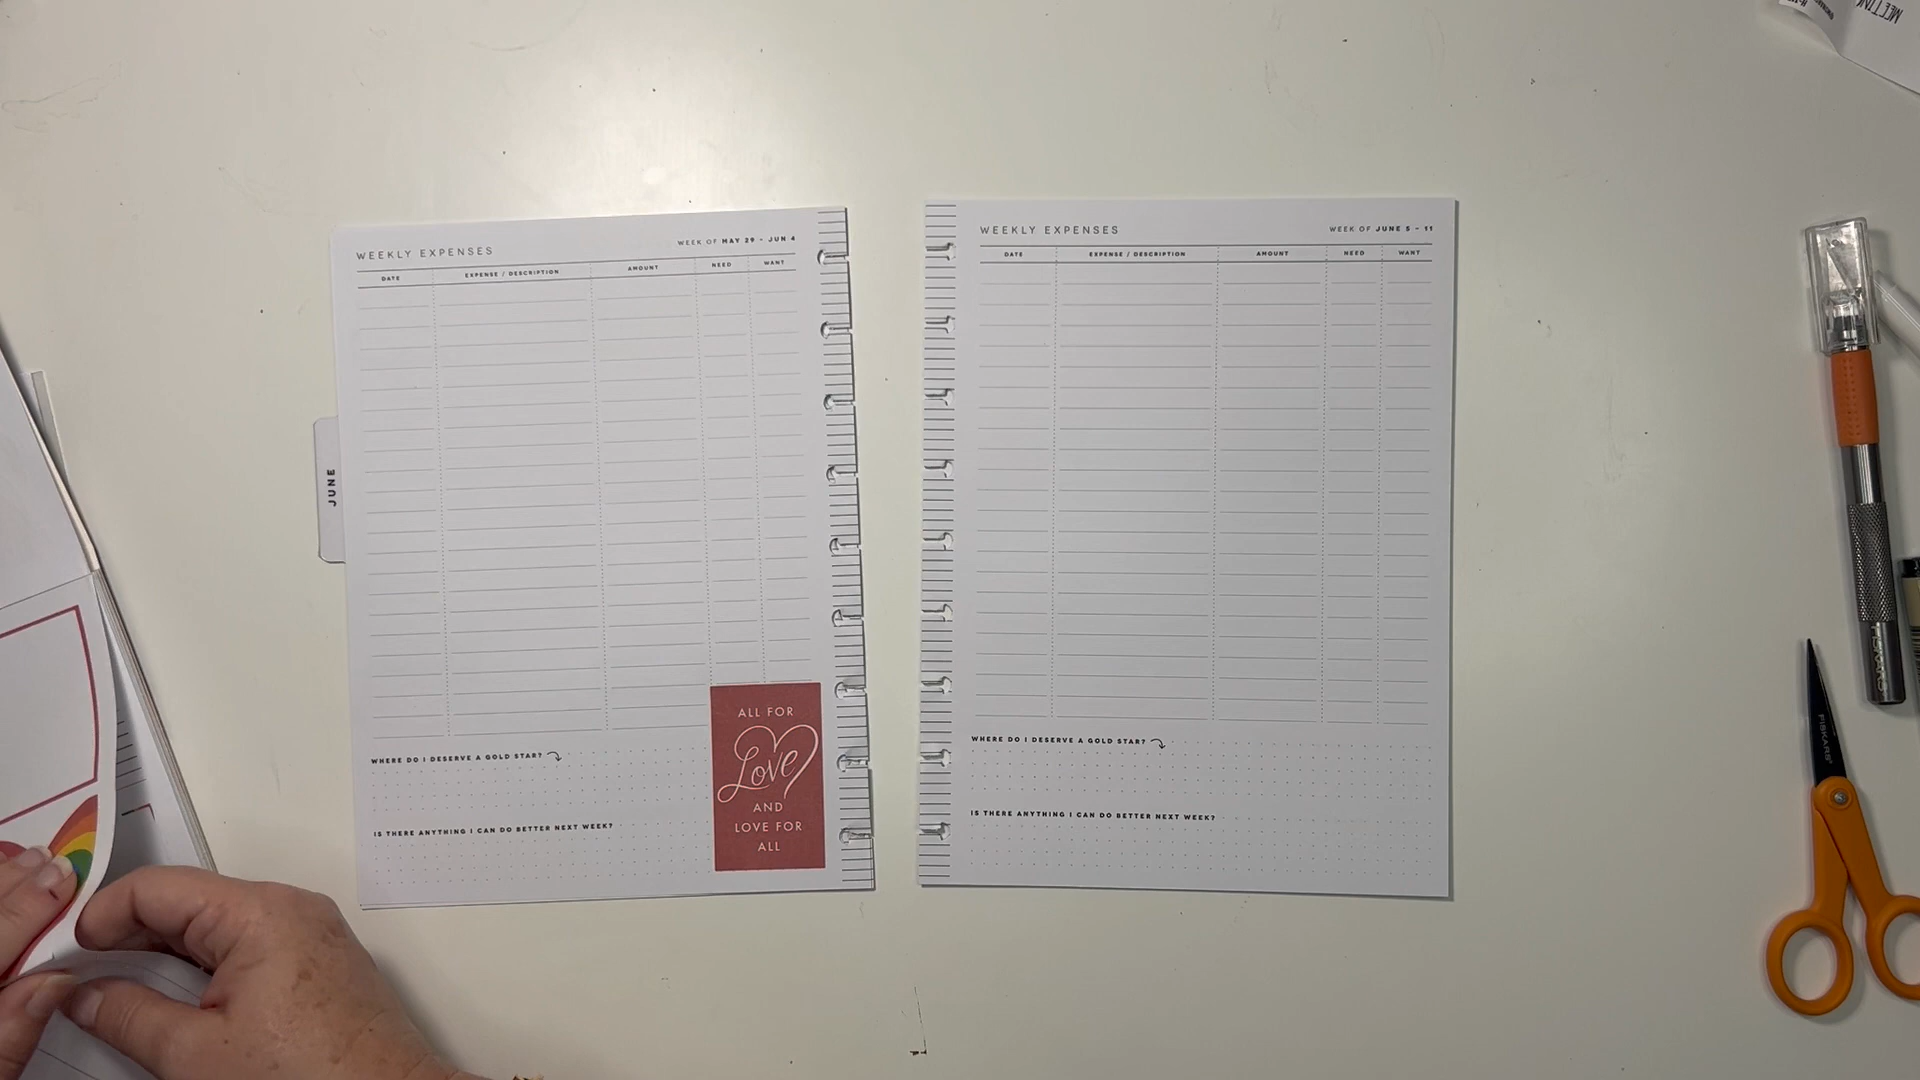 WEEKLY EXPENSES
WEEK OF MAY 29 - JUN 4
DATE EXPENSE / DESCRIPTION AMOUNT NEED WANT
JUNE
WHERE DO I DESERVE A GOLD STAR?
IS THERE ANYTHING I CAN DO BETTER NEXT WEEK?
ALL FOR
Love
AND
LOVE FOR
ALL
WEEKLY EXPENSES
WEEK OF JUNE 5 - 11
DATE EXPENSE / DESCRIPTION AMOUNT NEED WANT
WHERE DO I DESERVE A GOLD STAR?
IS THERE ANYTHING I CAN DO BETTER NEXT WEEK?
FISKARS
FISKARS